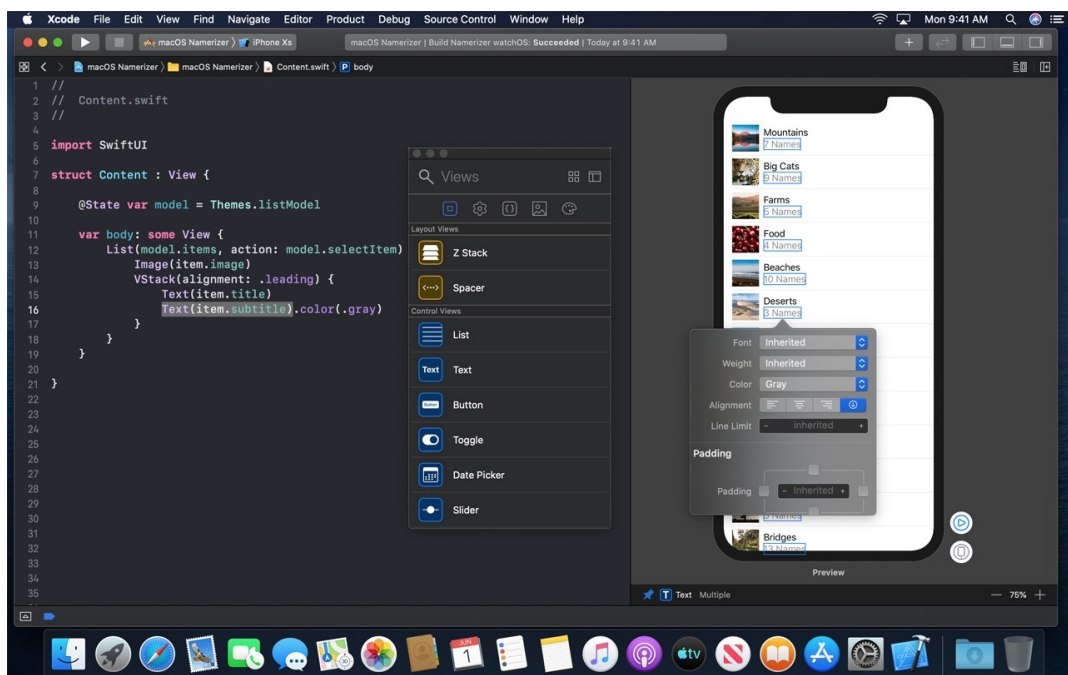 Xcode File Edit View Find Navigate Editor Product Debug Source Control Window Help Mon 9:41 AM
macOS Namerizer iPhone Xs macOS Namerizer | Build Namerizer watchOS: Succeeded | Today at 9:41 AM
macOS Namerizer macOS Namerizer Content.swift P body
1 //
2 // Content.swift
3 //
4
5 import SwiftUI
6
7 struct Content : View {
8
9 @State var model = Themes.listModel
10
11 var body: some View {
12 List(model.items, action: model.selectItem)
13 Image(item.image)
14 VStack(alignment: .leading) {
15 Text(item.title)
16 Text(item.subtitle).color(.gray)
17 }
18 }
19 }
20
21 }
22
23
24
25
26
27
28
29
30
31
32
33
34
35
Views
Layout Views
Z Stack
Spacer
Control Views
List
Text Text
Button Button
Toggle
Date Picker
Slider
Mountains
7 Names
Big Cats
9 Names
Farms
5 Names
Food
4 Names
Beaches
10 Names
Deserts
3 Names
Font Inherited
Weight Inherited
Color Gray
Alignment
Line Limit - inherited +
Padding
Padding - Inherited +
Bridges
13 Names
Preview
T Text Multiple
— 75% +
JUN
1
tv